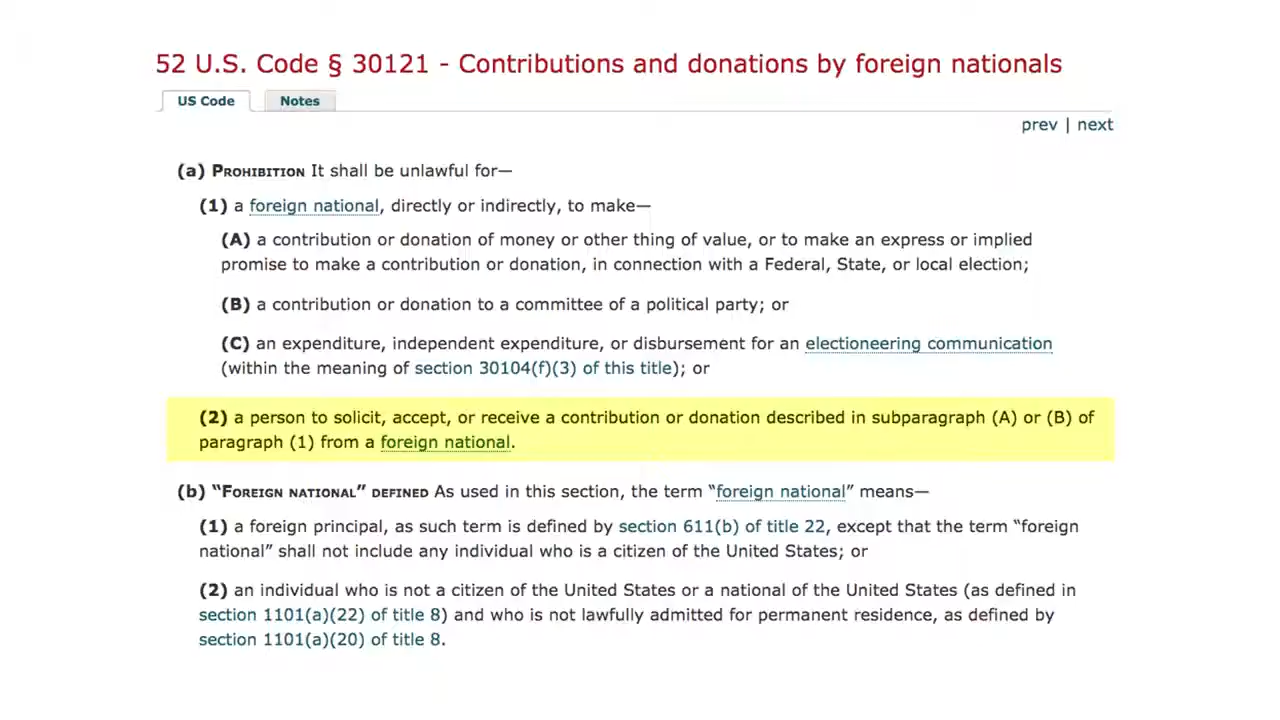 52 U.S. Code § 30121 - Contributions and donations by foreign nationals
US Code
Notes
prev | next
(a) PROHIBITION It shall be unlawful for—
(1) a foreign national, directly or indirectly, to make—
(A) a contribution or donation of money or other thing of value, or to make an express or implied
promise to make a contribution or donation, in connection with a Federal, State, or local election;
(B) a contribution or donation to a committee of a political party; or
(C) an expenditure, independent expenditure, or disbursement for an electioneering communication
(within the meaning of section 30104(f)(3) of this title); or
(2) a person to solicit, accept, or receive a contribution or donation described in subparagraph (A) or (B) of
paragraph (1) from a foreign national.
(b) “FOREIGN NATIONAL” DEFINED As used in this section, the term “foreign national” means—
(1) a foreign principal, as such term is defined by section 611(b) of title 22, except that the term “foreign
national” shall not include any individual who is a citizen of the United States; or
(2) an individual who is not a citizen of the United States or a national of the United States (as defined in
section 1101(a)(22) of title 8) and who is not lawfully admitted for permanent residence, as defined by
section 1101(a)(20) of title 8.